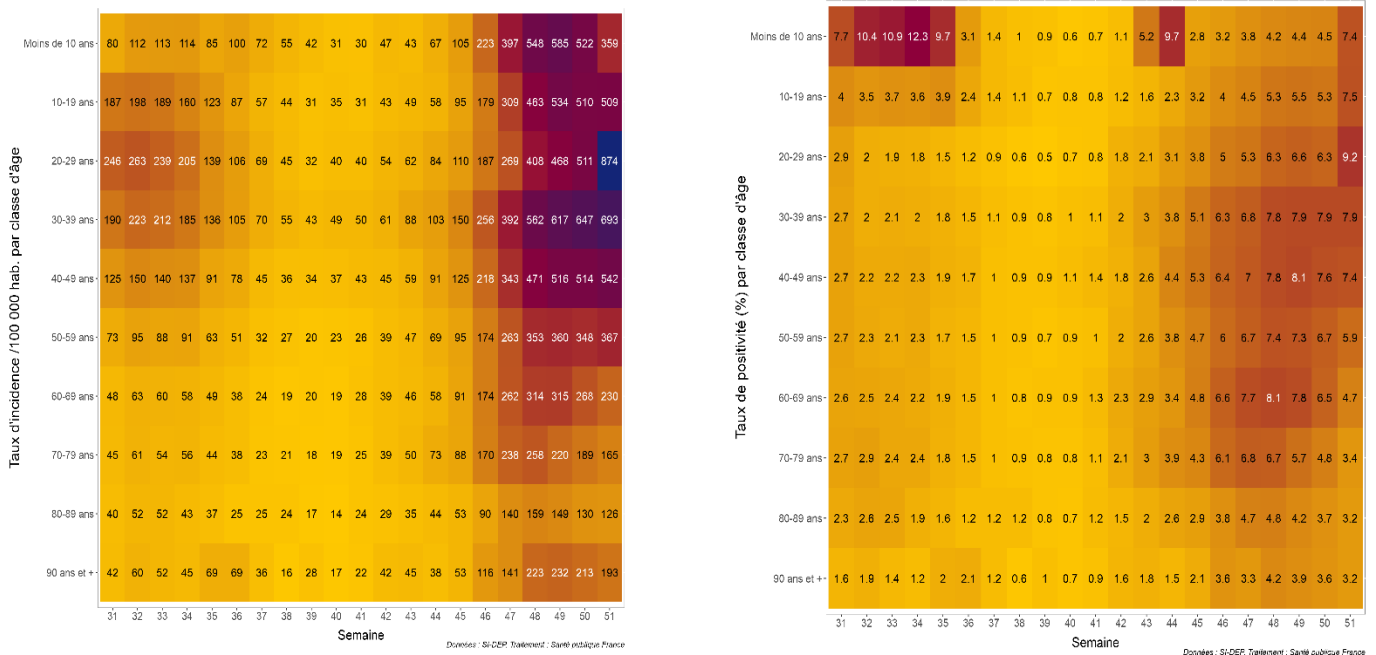 Taux d'incidence /100 000 hab. par classe d'âge
Moins de 10 ans 80 112 113 114 85 100 72 55 42 31 30 47 43 67 105 223 397 548 585 522 359
10-19 ans 187 198 189 160 123 87 57 44 31 35 31 43 49 58 95 179 309 463 534 510 509
20-29 ans 246 263 239 205 139 106 69 45 32 40 40 54 62 84 110 187 269 408 468 511 874
30-39 ans 190 223 212 185 136 105 70 55 43 49 50 61 88 103 150 256 392 562 617 647 693
40-49 ans 125 150 140 137 91 78 45 36 34 37 43 45 59 91 125 218 343 471 516 514 542
50-59 ans 73 95 88 91 63 51 32 27 20 23 26 39 47 69 95 174 263 353 360 348 367
60-69 ans 48 63 60 58 49 38 24 19 20 19 28 39 46 58 91 174 262 314 315 268 230
70-79 ans 45 61 54 56 44 38 23 21 18 19 25 39 50 73 88 170 238 258 220 189 165
80-89 ans 40 52 52 43 37 25 25 24 17 14 24 29 35 44 53 90 140 159 149 130 126
90 ans et + 42 60 52 45 69 69 36 16 28 17 22 42 45 38 53 116 141 223 232 213 193
31 32 33 34 35 36 37 38 39 40 41 42 43 44 45 46 47 48 49 50 51
Semaine
Données : SI-DEP, Traitement : Santé publique France
Taux de positivité (%) par classe d'âge
Moins de 10 ans 7.7 10.4 10.9 12.3 9.7 3.1 1.4 1 0.9 0.6 0.7 1.1 5.2 9.7 2.8 3.2 3.8 4.2 4.4 4.5 7.4
10-19 ans 4 3.5 3.7 3.6 3.9 2.4 1.4 1.1 0.7 0.8 0.8 1.2 1.6 2.3 3.2 4 4.5 5.3 5.5 5.3 7.5
20-29 ans 2.9 2 1.9 1.8 1.5 1.2 0.9 0.6 0.5 0.7 0.8 1.8 2.1 3.1 3.8 5 5.3 6.3 6.6 6.3 9.2
30-39 ans 2.7 2 2.1 2 1.8 1.5 1.1 0.9 0.8 1 1.1 2 3 3.8 5.1 6.3 6.8 7.8 7.9 7.9 7.9
40-49 ans 2.7 2.2 2.2 2.3 1.9 1.7 1 0.9 0.9 1.1 1.4 1.8 2.6 4.4 5.3 6.4 7 7.8 8.1 7.6 7.4
50-59 ans 2.7 2.3 2.1 2.3 1.7 1.5 1 0.9 0.7 0.9 1 2 2.6 3.8 4.7 6 6.7 7.4 7.3 6.7 5.9
60-69 ans 2.6 2.5 2.4 2.2 1.9 1.5 1 0.8 0.9 0.9 1.3 2.3 2.9 3.4 4.8 6.6 7.7 8.1 7.8 6.5 4.7
70-79 ans 2.7 2.9 2.4 2.4 1.8 1.5 1 0.9 0.8 0.8 1.1 2.1 3 3.9 4.3 6.1 6.8 6.7 5.7 4.8 3.4
80-89 ans 2.3 2.6 2.5 1.9 1.6 1.2 1.2 1.2 0.8 0.7 1.2 1.5 2 2.6 2.9 3.8 4.7 4.8 4.2 3.7 3.2
90 ans et + 1.6 1.9 1.4 1.2 2 2.1 1.2 0.6 1 0.7 0.9 1.6 1.8 1.5 2.1 3.6 3.3 4.2 3.9 3.6 3.2
31 32 33 34 35 36 37 38 39 40 41 42 43 44 45 46 47 48 49 50 51
Semaine
Données : SI-DEP, Traitement : Santé publique France